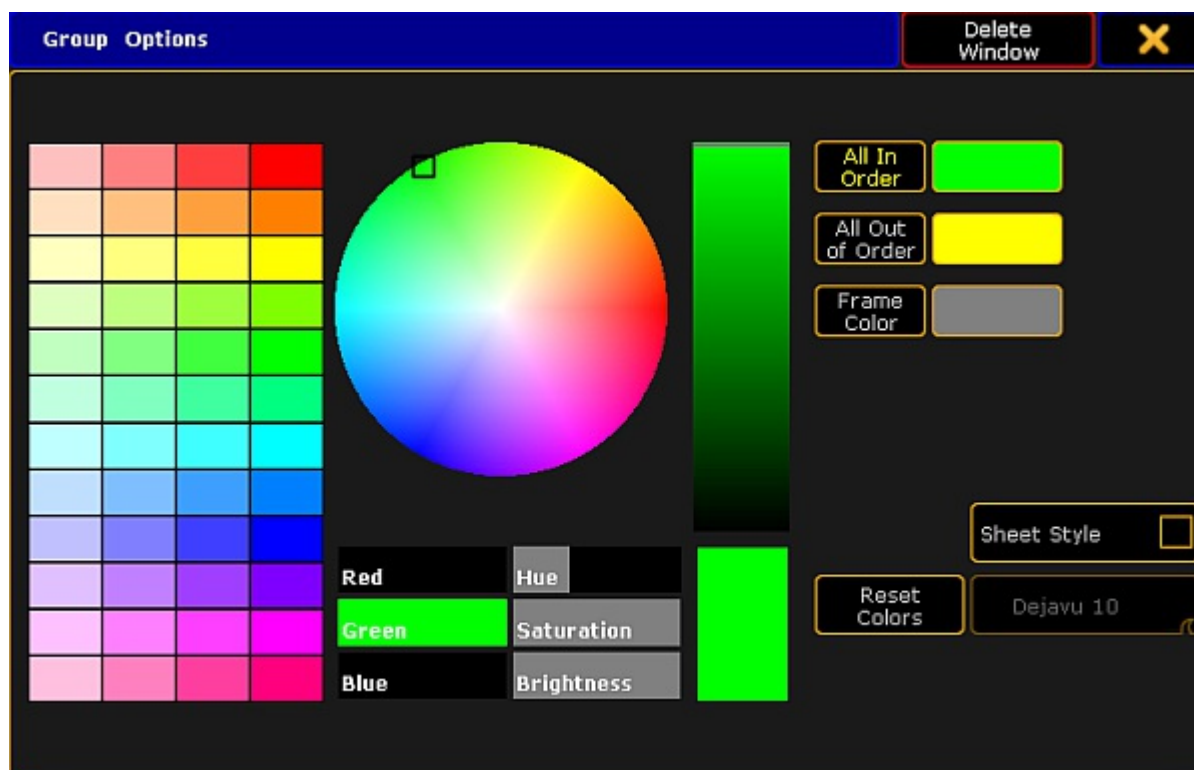 Group Options
Delete
Window
All In
Order
All Out
of Order
Frame
Color
Sheet Style
Red
Hue
Reset
Colors
Dejavu 10
Green
Saturation
Blue
Brightness